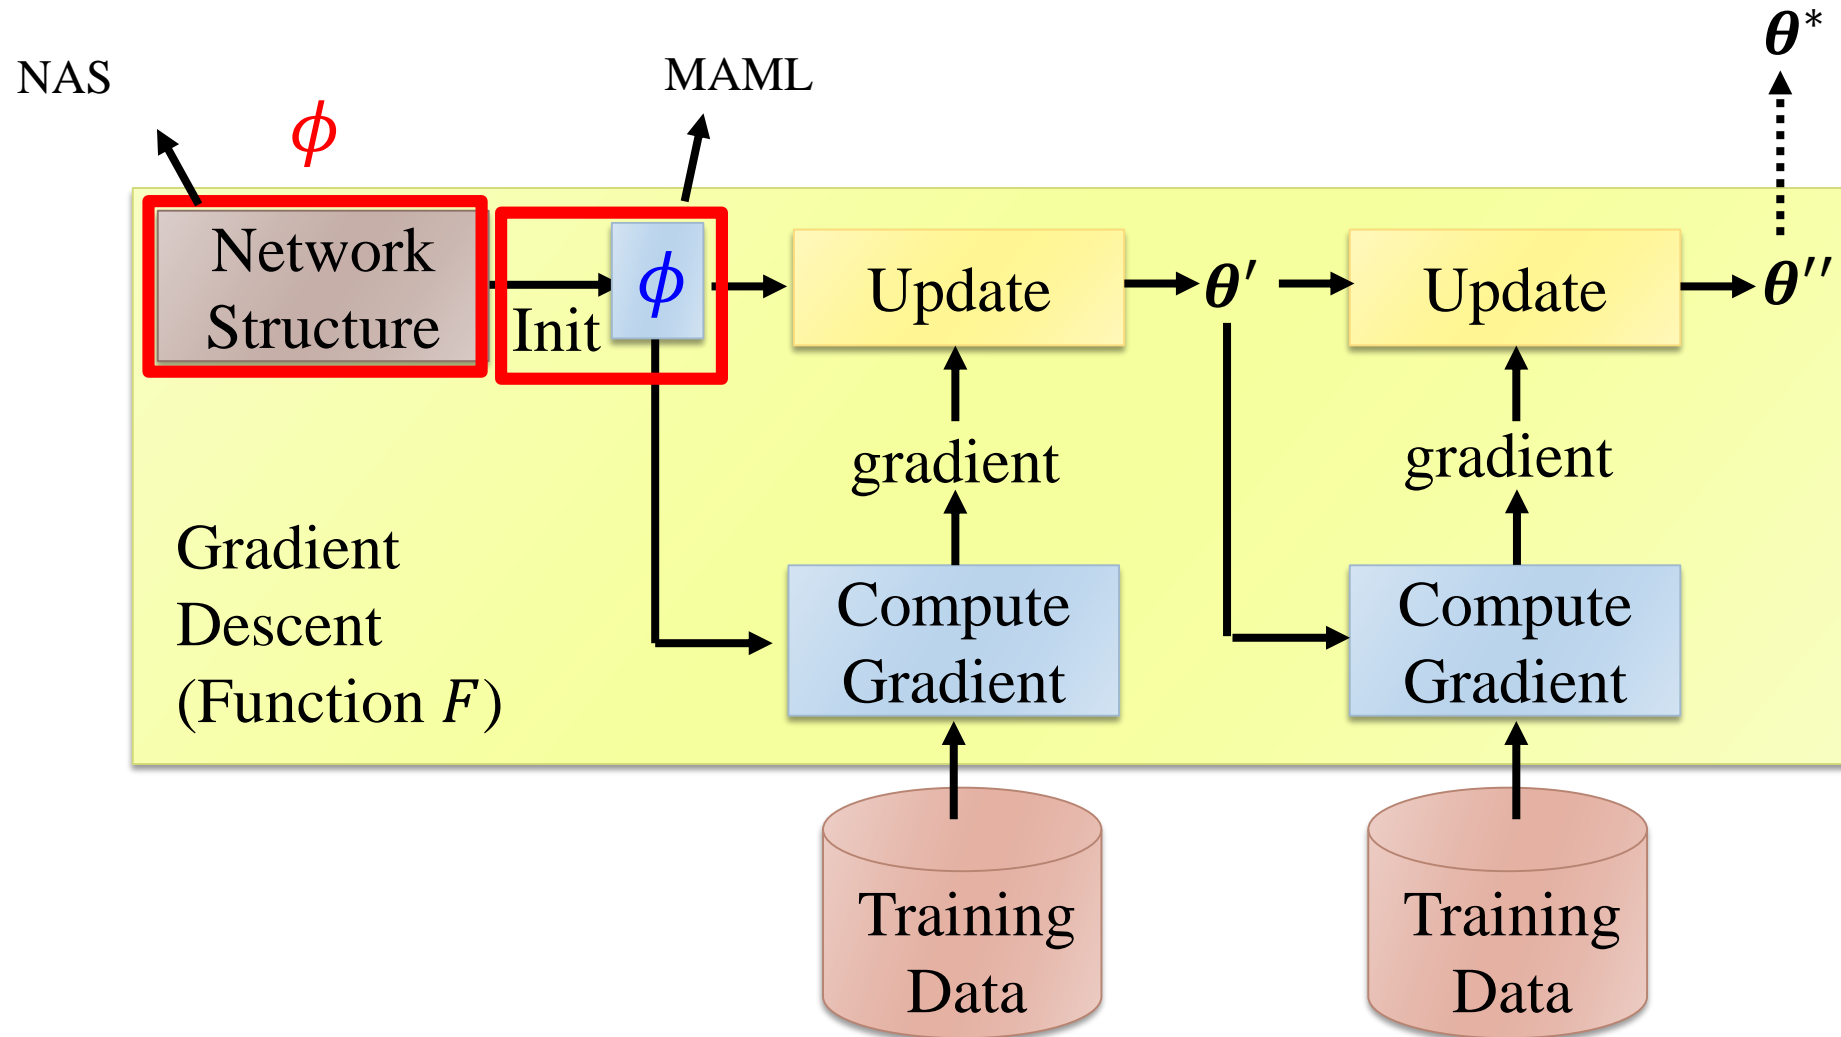 θ*
NAS
MAML
ϕ
Network
Structure
Init
ϕ
Update
θ′
Update
θ′′
gradient
gradient
Gradient
Descent
(Function F)
Compute
Gradient
Compute
Gradient
Training
Data
Training
Data